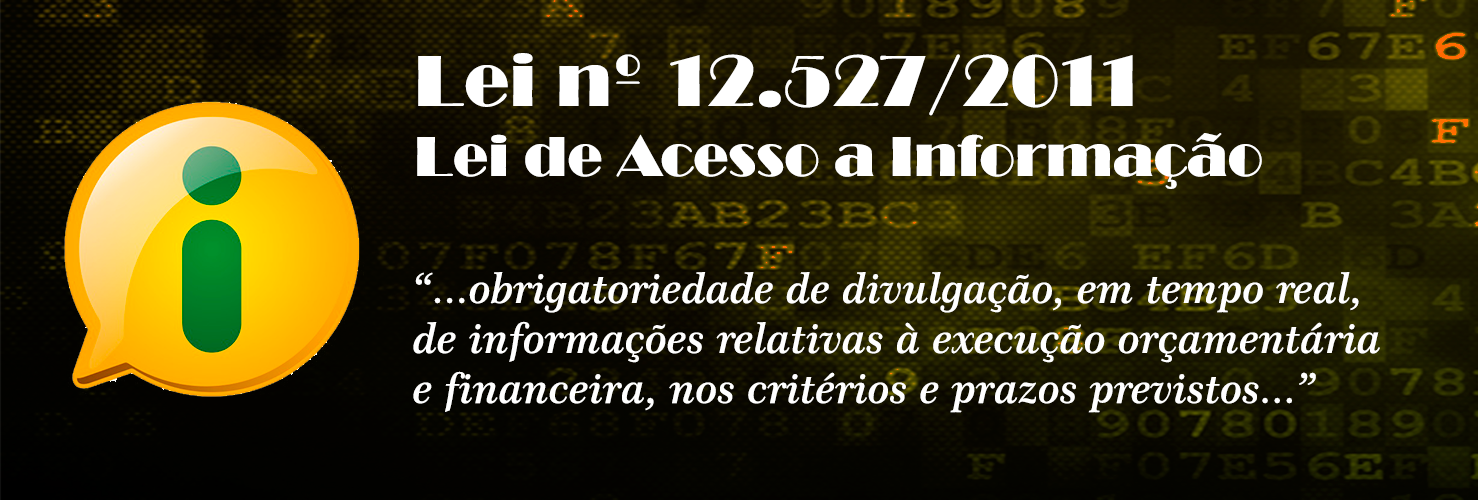 Lei nº 12.527/2011
Lei de Acesso a Informação
“...obrigatoriedade de divulgação, em tempo real,
de informações relativas à execução orçamentária
e financeira, nos critérios e prazos previstos...”